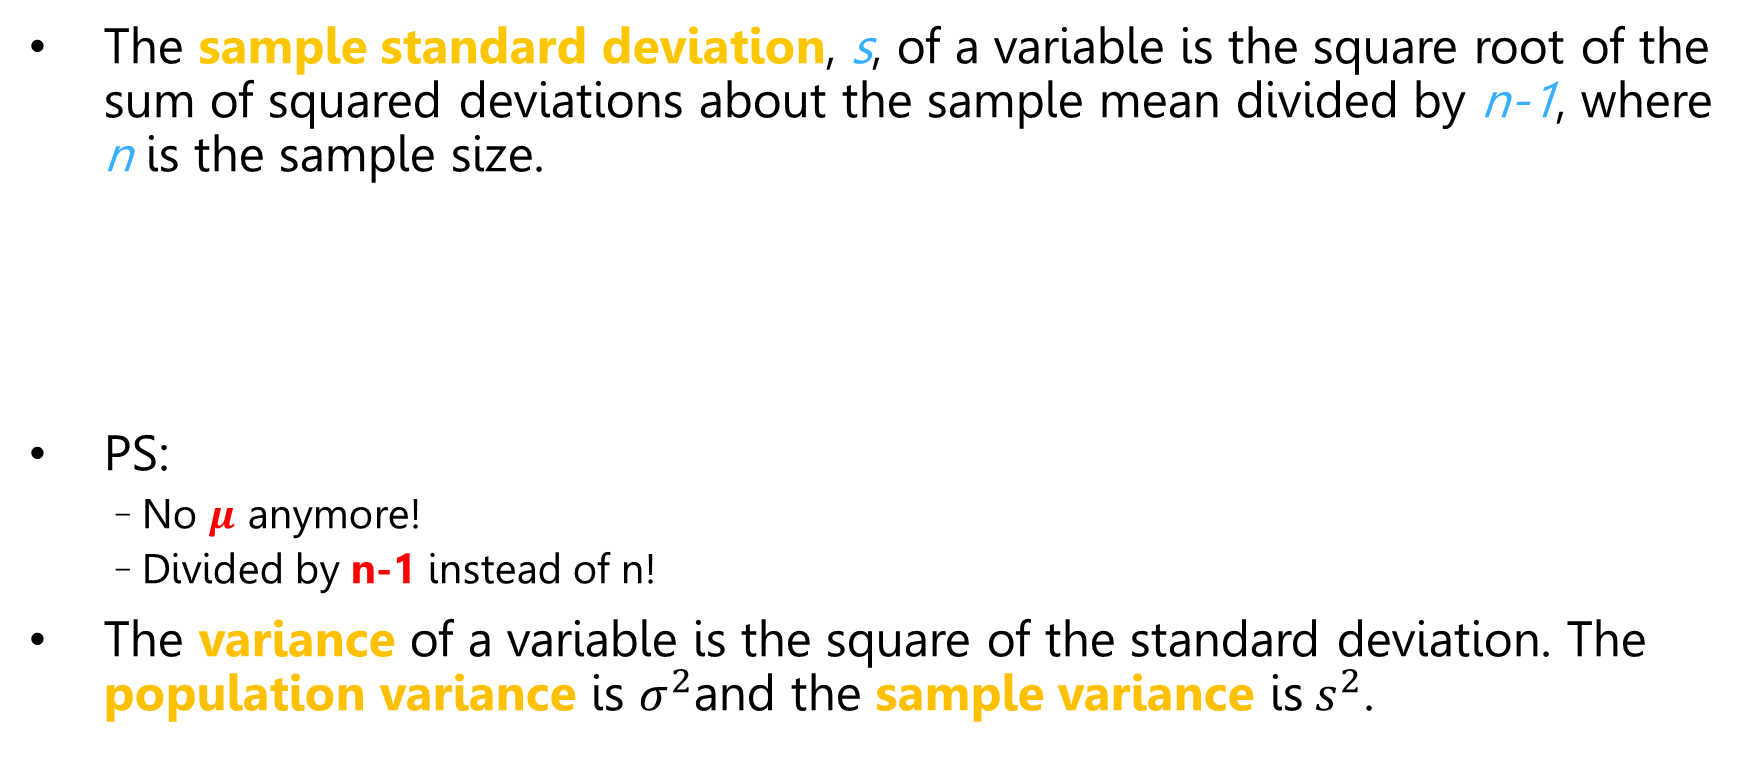 • The sample standard deviation, s, of a variable is the square root of the
sum of squared deviations about the sample mean divided by n-1, where
n is the sample size.
• PS:
– No μ anymore!
– Divided by n-1 instead of n!
• The variance of a variable is the square of the standard deviation. The
population variance is σ² and the sample variance is s².